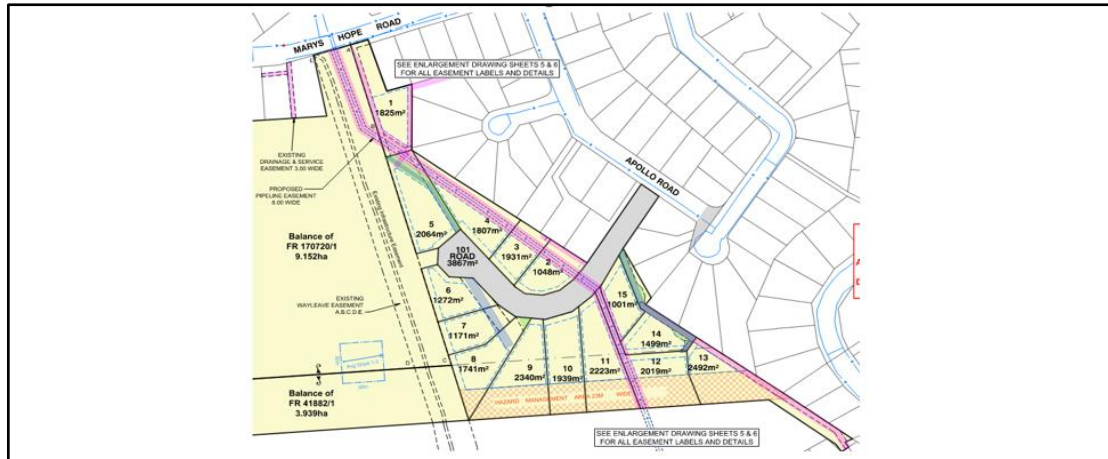 MARYS HOPE ROAD
SEE ENLARGEMENT DRAWING SHEETS 5 & 6
FOR ALL EASEMENT LABELS AND DETAILS
1
1825m²
EXISTING
DRAINAGE & SERVICE
EASEMENT 3.00 WIDE
PROPOSED
PIPELINE EASEMENT
6.00 WIDE
APOLLO ROAD
Existing Infrastructure Easement
5
2064m²
4
1807m²
3
1931m²
2
1048m²
101
ROAD
3867m²
Balance of
FR 170720/1
9.152ha
EXISTING
WAYLEAVE EASEMENT
A.B.C.D.E
6
1272m²
7
1171m²
8
1741m²
9
2340m²
10
1939m²
11
2223m²
15
1001m²
14
1499m²
12
2019m²
13
2492m²
D
C
Balance of
FR 41882/1
3.939ha
HAZARD MANAGEMENT AREA 23M WIDE
SEE ENLARGEMENT DRAWING SHEETS 5 & 6
FOR ALL EASEMENT LABELS AND DETAILS